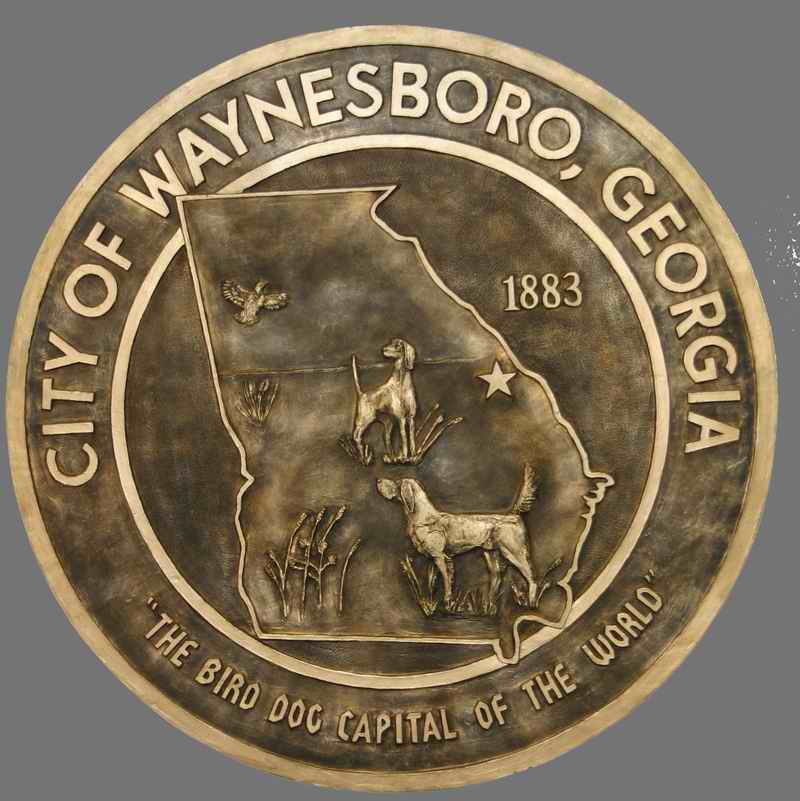 CITY OF WAYNESBORO, GEORGIA
1883
"THE BIRD DOG CAPITAL OF THE WORLD"